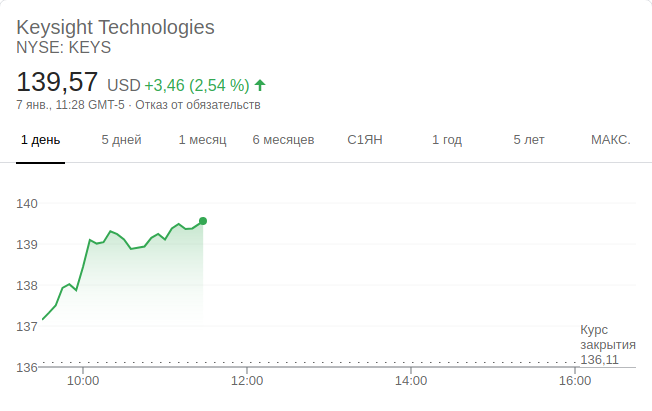 Keysight Technologies
NYSE: KEYS
139,57 USD +3,46 (2,54 %)
7 янв., 11:28 GMT-5 · Отказ от обязательств
1 день 5 дней 1 месяц 6 месяцев С1ЯН 1 год 5 лет МАКС.
140
139
138
137
136
Курс
закрытия
136,11
10:00 12:00 14:00 16:00